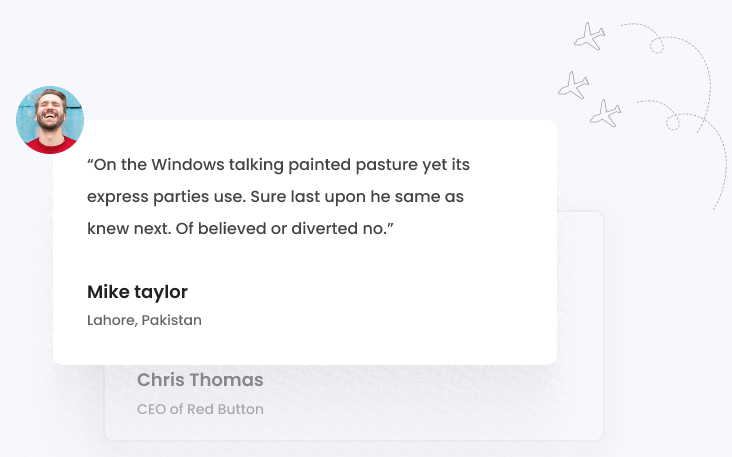 “On the Windows talking painted pasture yet its
express parties use. Sure last upon he same as
knew next. Of believed or diverted no.”
Mike taylor
Lahore, Pakistan
Chris Thomas
CEO of Red Button